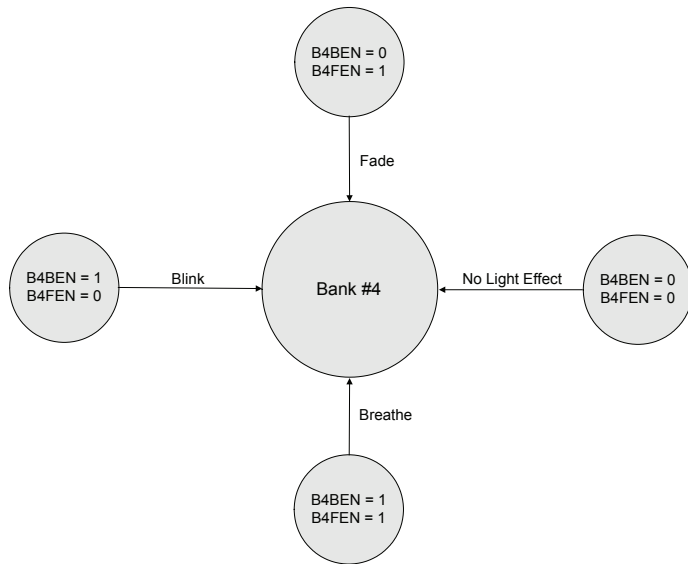 B4BEN = 0
B4FEN = 1
Fade
B4BEN = 1
B4FEN = 0
Blink
Bank #4
No Light Effect
B4BEN = 0
B4FEN = 0
Breathe
B4BEN = 1
B4FEN = 1